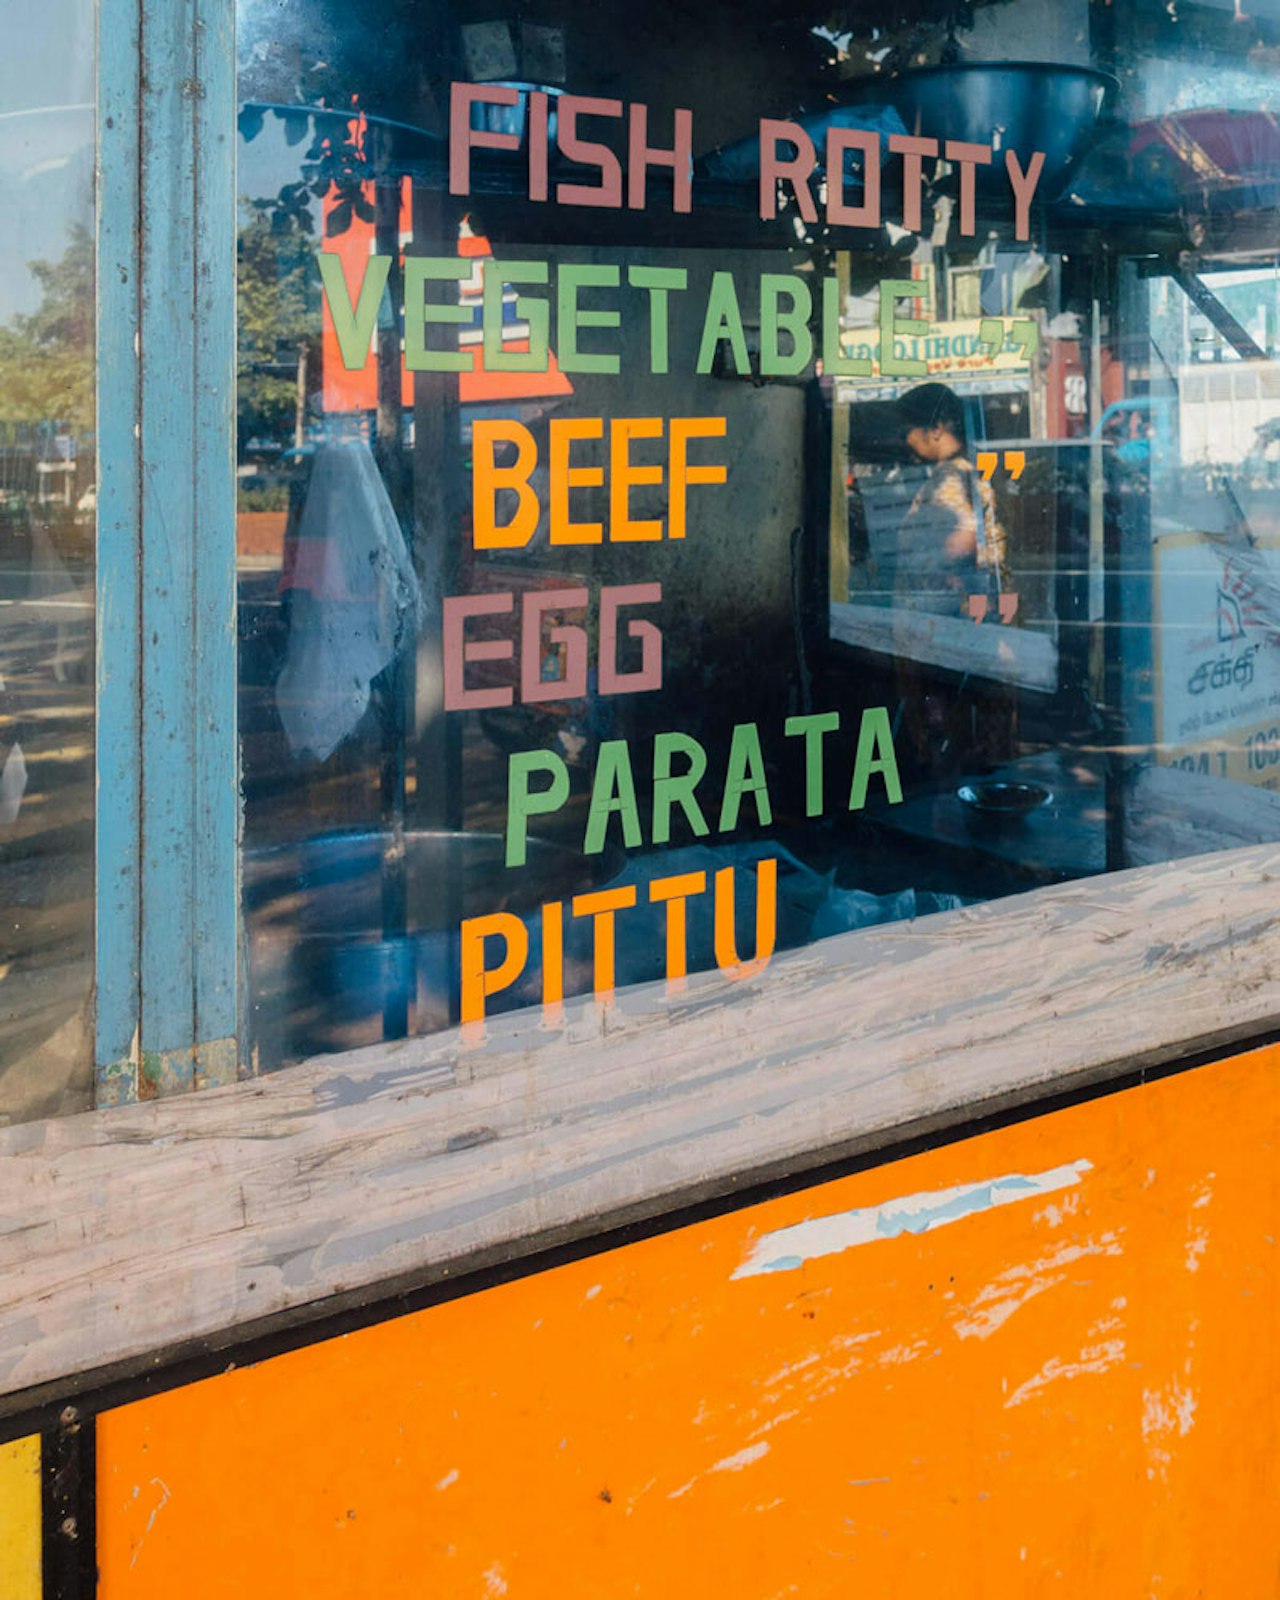 FISH ROTTY
VEGETABLE ”
BEEF ”
EGG ”
PARATA
PITTU
சக்தி